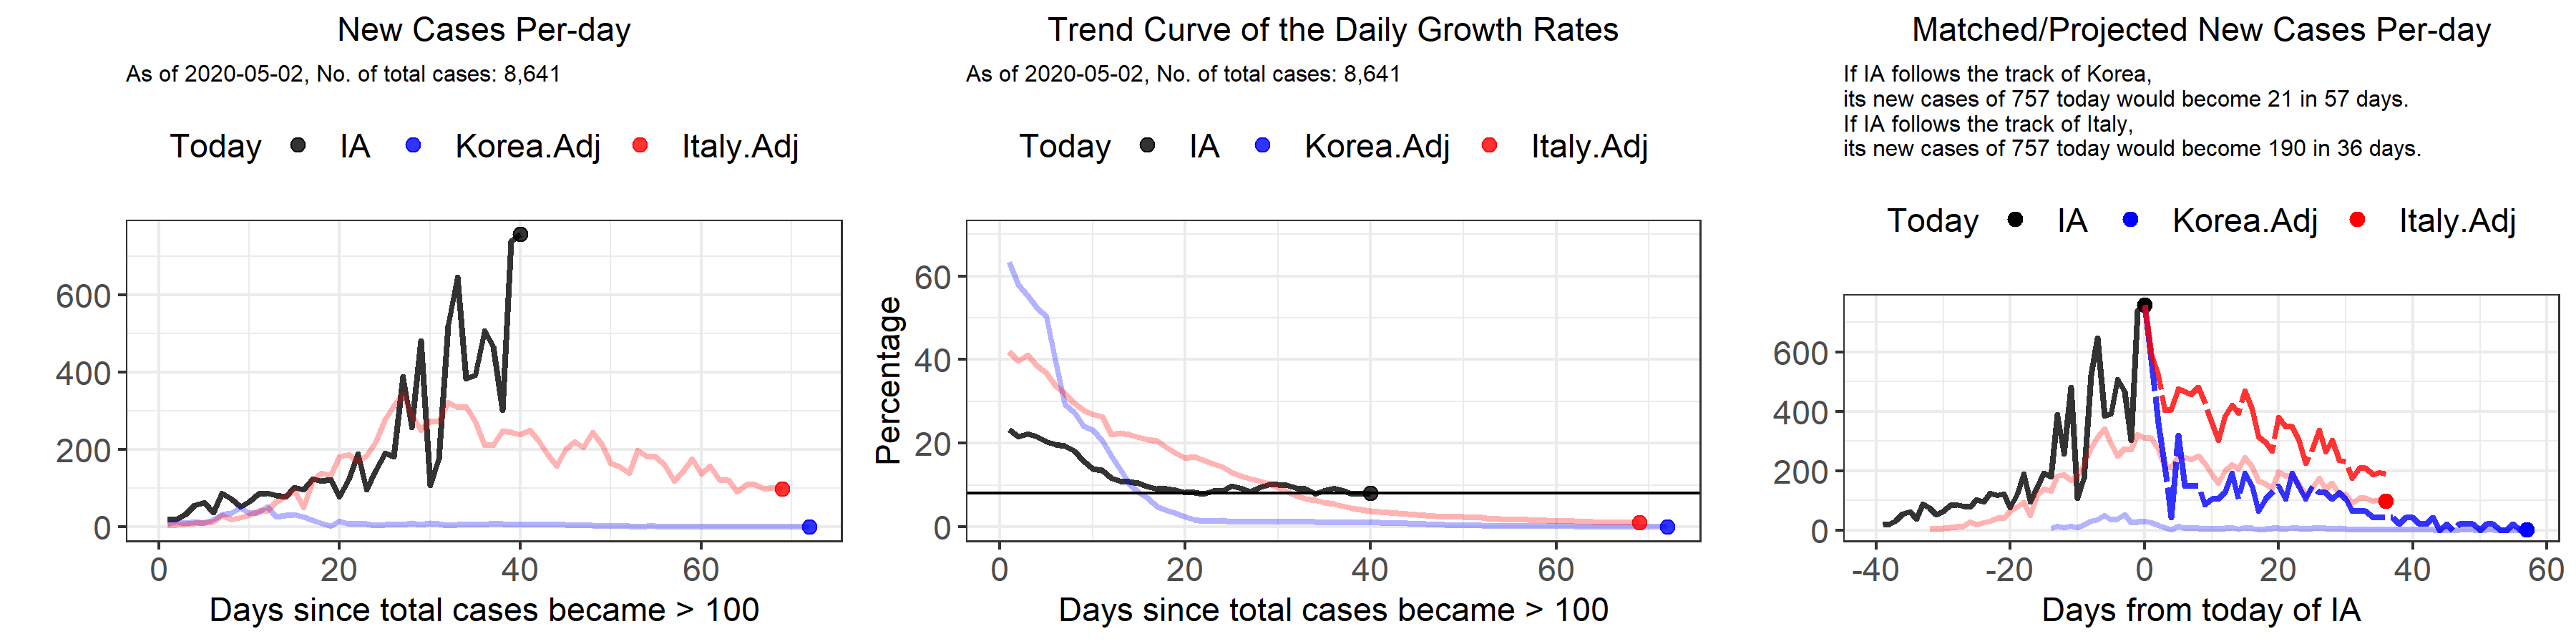 New Cases Per-day
As of 2020-05-02, No. of total cases: 8,641
Today IA Korea.Adj Italy.Adj
600
400
200
0
0 20 40 60
Days since total cases became > 100
Trend Curve of the Daily Growth Rates
As of 2020-05-02, No. of total cases: 8,641
Today IA Korea.Adj Italy.Adj
Percentage
60
40
20
0
0 20 40 60
Days since total cases became > 100
Matched/Projected New Cases Per-day
If IA follows the track of Korea,
its new cases of 757 today would become 21 in 57 days.
If IA follows the track of Italy,
its new cases of 757 today would become 190 in 36 days.
Today IA Korea.Adj Italy.Adj
600
400
200
0
-40 -20 0 20 40 60
Days from today of IA